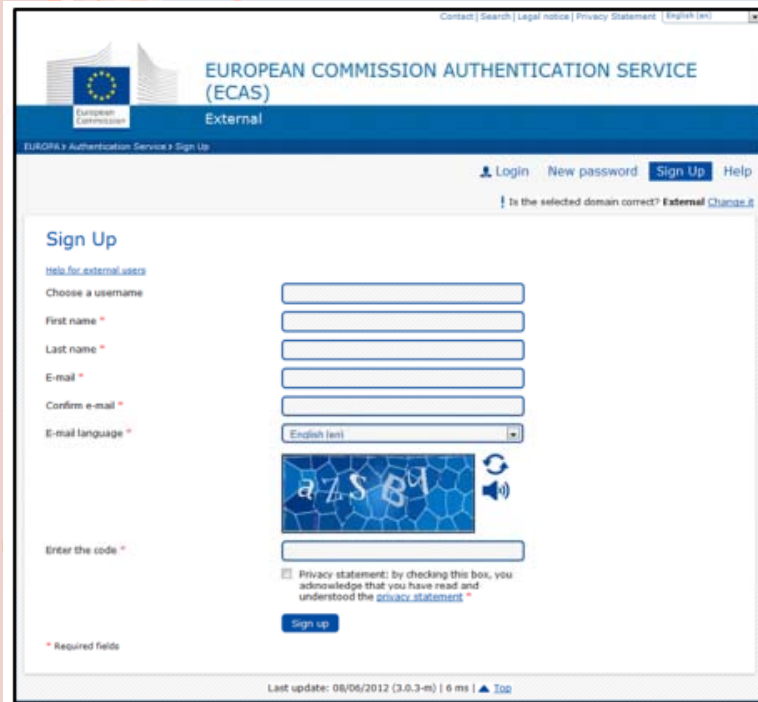 Contact | Search | Legal notice | Privacy Statement English (en)
EUROPEAN COMMISSION AUTHENTICATION SERVICE
(ECAS)
European
Commission
External
EUROPA > Authentication Service > Sign Up
Login New password Sign Up Help
! Is the selected domain correct? External Change it
Sign Up
Help for external users
Choose a username
First name *
Last name *
E-mail *
Confirm e-mail *
E-mail language * English (en)
Enter the code *
Privacy statement: by checking this box, you
acknowledge that you have read and
understood the privacy statement *
Sign up
* Required fields
Last update: 08/06/2012 (3.0.3-m) | 6 ms | Top